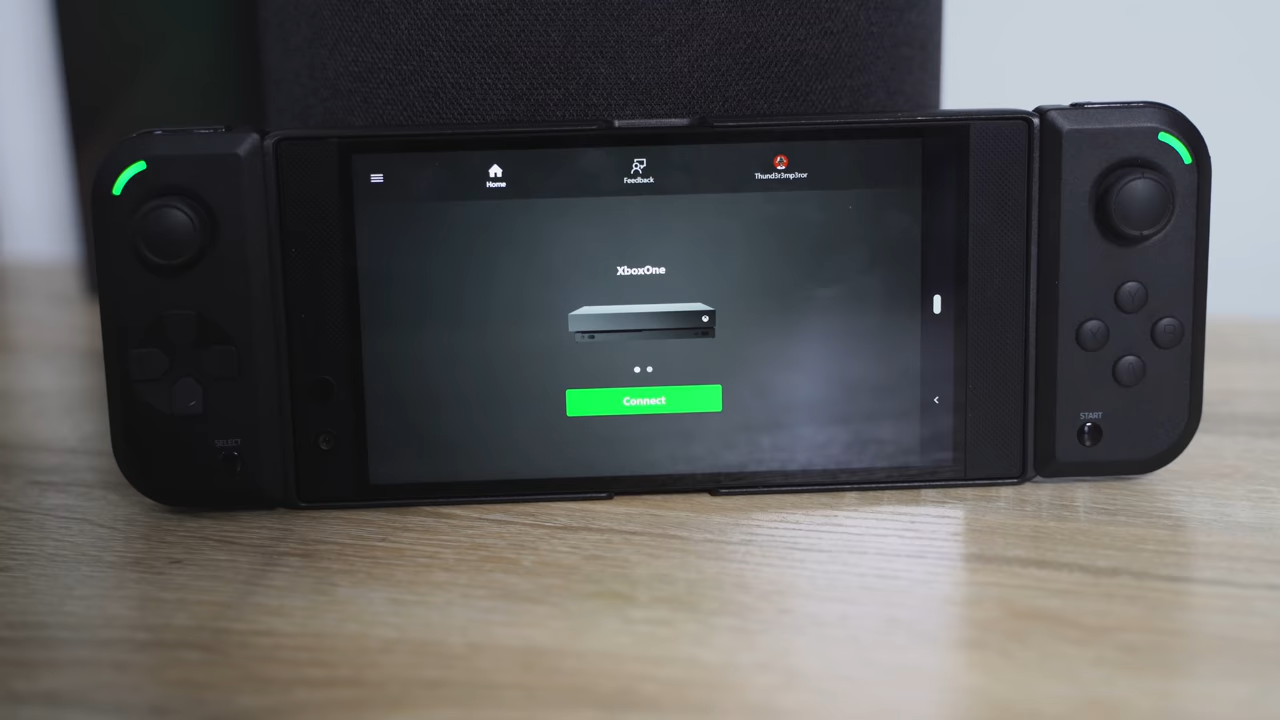 Home
Feedback
Thund3r3mp3ror
XboxOne
Connect
SELECT
START
Y
X
B
A